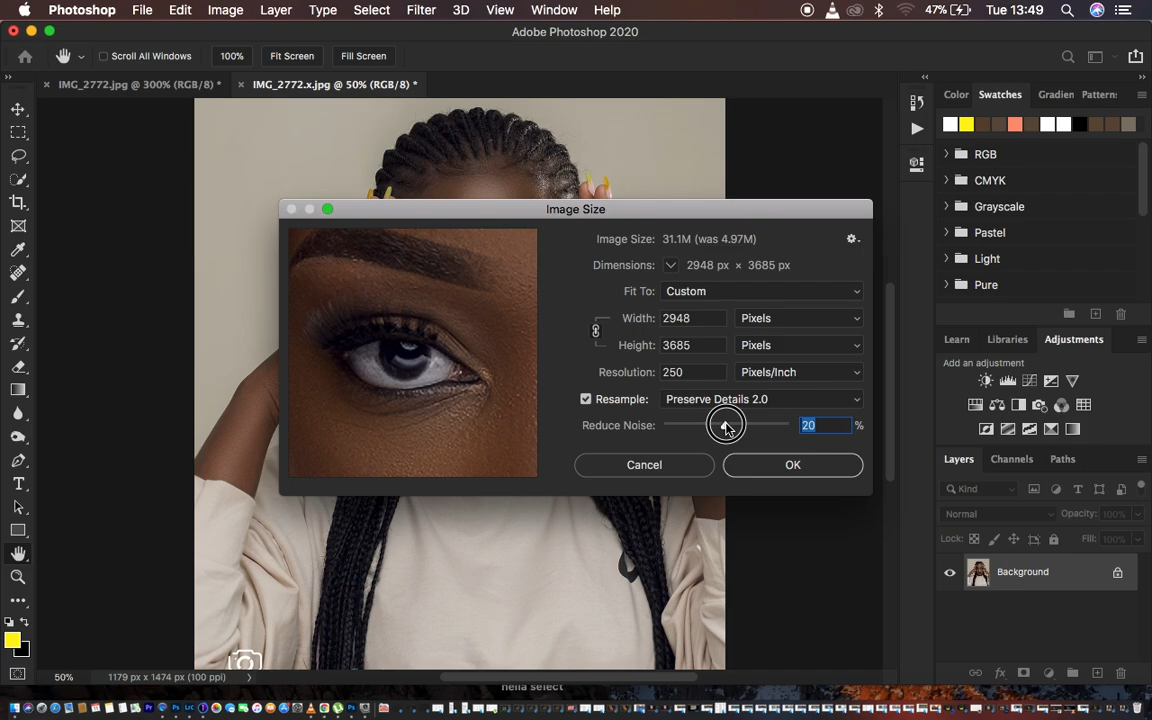 Photoshop File Edit Image Layer Type Select Filter 3D View Window Help 47% Tue 13:49
Adobe Photoshop 2020
Scroll All Windows 100% Fit Screen Fill Screen
IMG_2772.jpg @ 300% (RGB/8) * IMG_2772.x.jpg @ 50% (RGB/8) *
Color Swatches Gradien Pattern:
RGB
CMYK
Grayscale
Pastel
Light
Pure
Image Size
Image Size: 31.1M (was 4.97M)
Dimensions: 2948 px × 3685 px
Fit To: Custom
Width: 2948 Pixels
Height: 3685 Pixels
Resolution: 250 Pixels/Inch
Resample: Preserve Details 2.0
Reduce Noise: 20 %
Cancel OK
Learn Libraries Adjustments
Add an adjustment
Layers Channels Paths
Kind
Normal Opacity: 100%
Lock: Fill: 100%
Background
50% 1179 px x 1474 px (100 ppi)
hella select